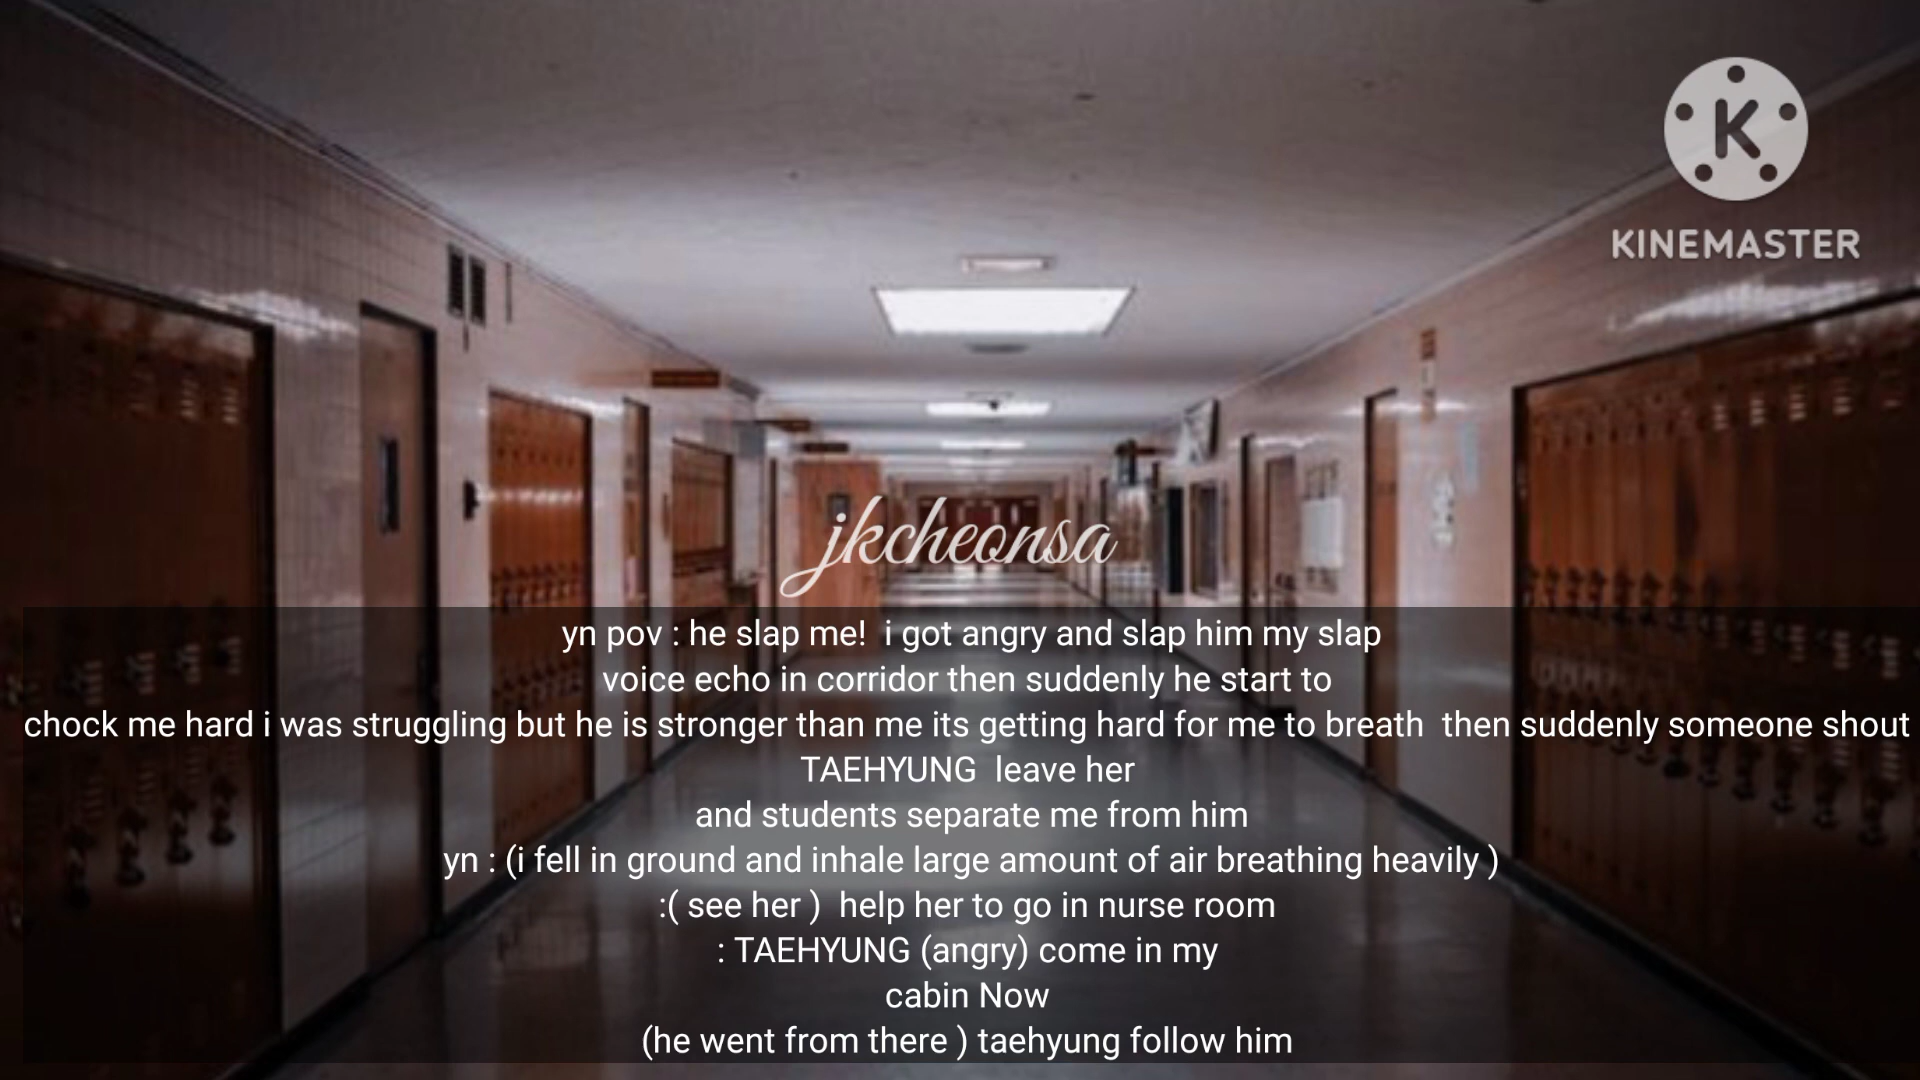 K
KINEMASTER
jkcheonsa
yn pov : he slap me!  i got angry and slap him my slap
voice echo in corridor then suddenly he start to
chock me hard i was struggling but he is stronger than me its getting hard for me to breath  then suddenly someone shout
TAEHYUNG  leave her
and students separate me from him
yn : (i fell in ground and inhale large amount of air breathing heavily )
:( see her )  help her to go in nurse room
: TAEHYUNG (angry) come in my
cabin Now
(he went from there ) taehyung follow him